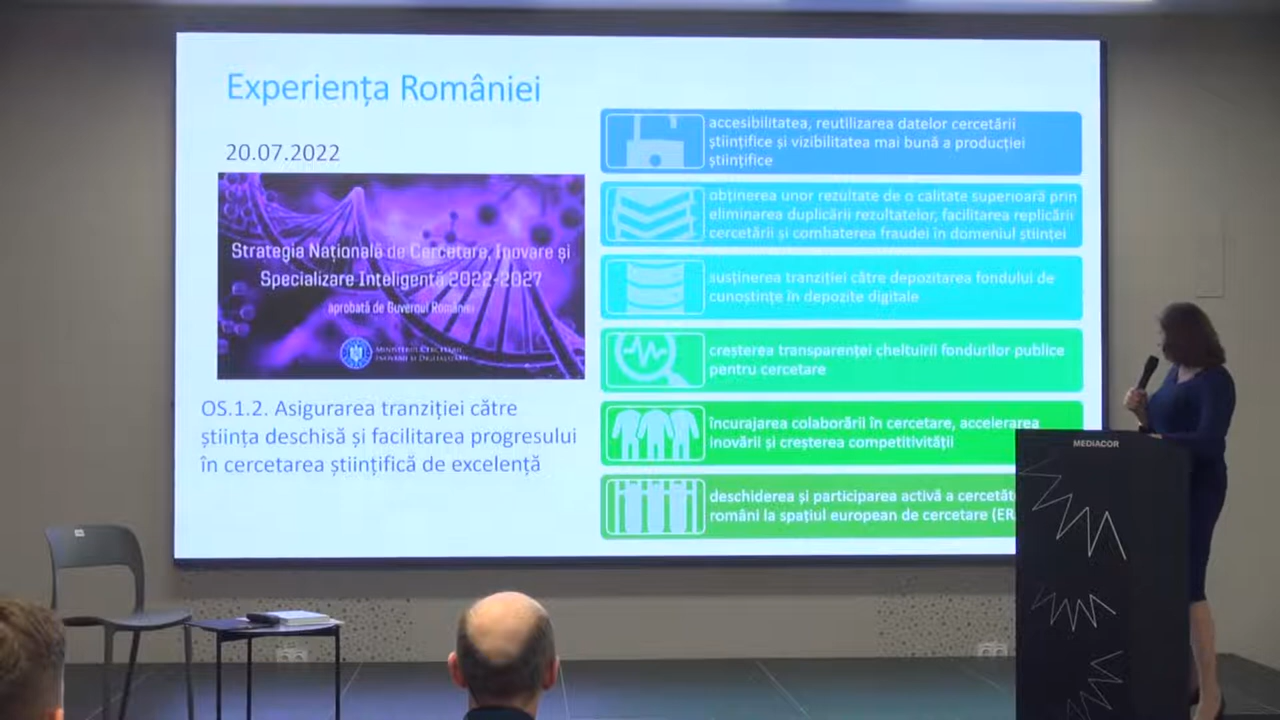 Experiența României
20.07.2022
Strategia Națională de Cercetare, Inovare și
Specializare Inteligentă 2022-2027
aprobată de Guvernul României
MINISTERUL CERCETĂRII,
INOVĂRII ȘI DIGITALIZĂRII
OS.1.2. Asigurarea tranziției către
știința deschisă și facilitarea progresului
în cercetarea științifică de excelență
accesibilitatea, reutilizarea datelor cercetării
științifice și vizibilitatea mai bună a producției
științifice
obținerea unor rezultate de o calitate superioară prin
eliminarea duplicării rezultatelor, facilitarea replicării
cercetării și combaterea fraudei în domeniul științei
susținerea tranziției către depozitarea fondului de
cunoștințe în depozite digitale
creșterea transparenței cheltuirii fondurilor publice
pentru cercetare
încurajarea colaborării în cercetare, accelerarea
inovării și creșterea competitivității
deschiderea și participarea activă a
români la spațiul european de cercetare
MEDIACOR